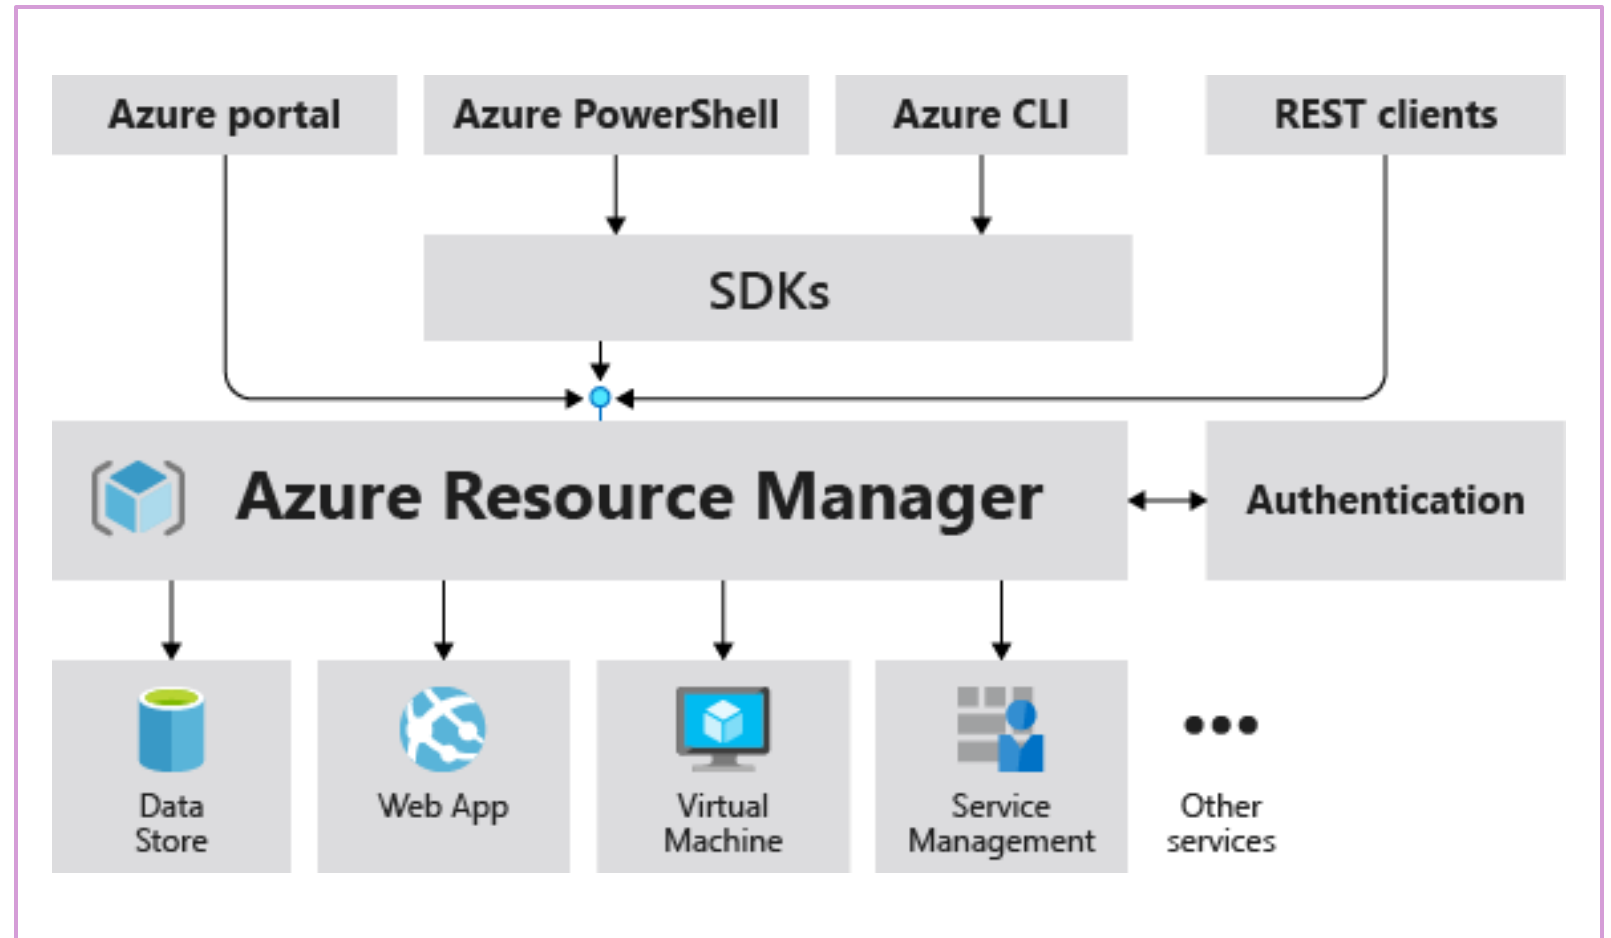 Azure portal
Azure PowerShell
Azure CLI
REST clients
SDKs
Azure Resource Manager
Authentication
Data
Store
Web App
Virtual
Machine
Service
Management
Other
services